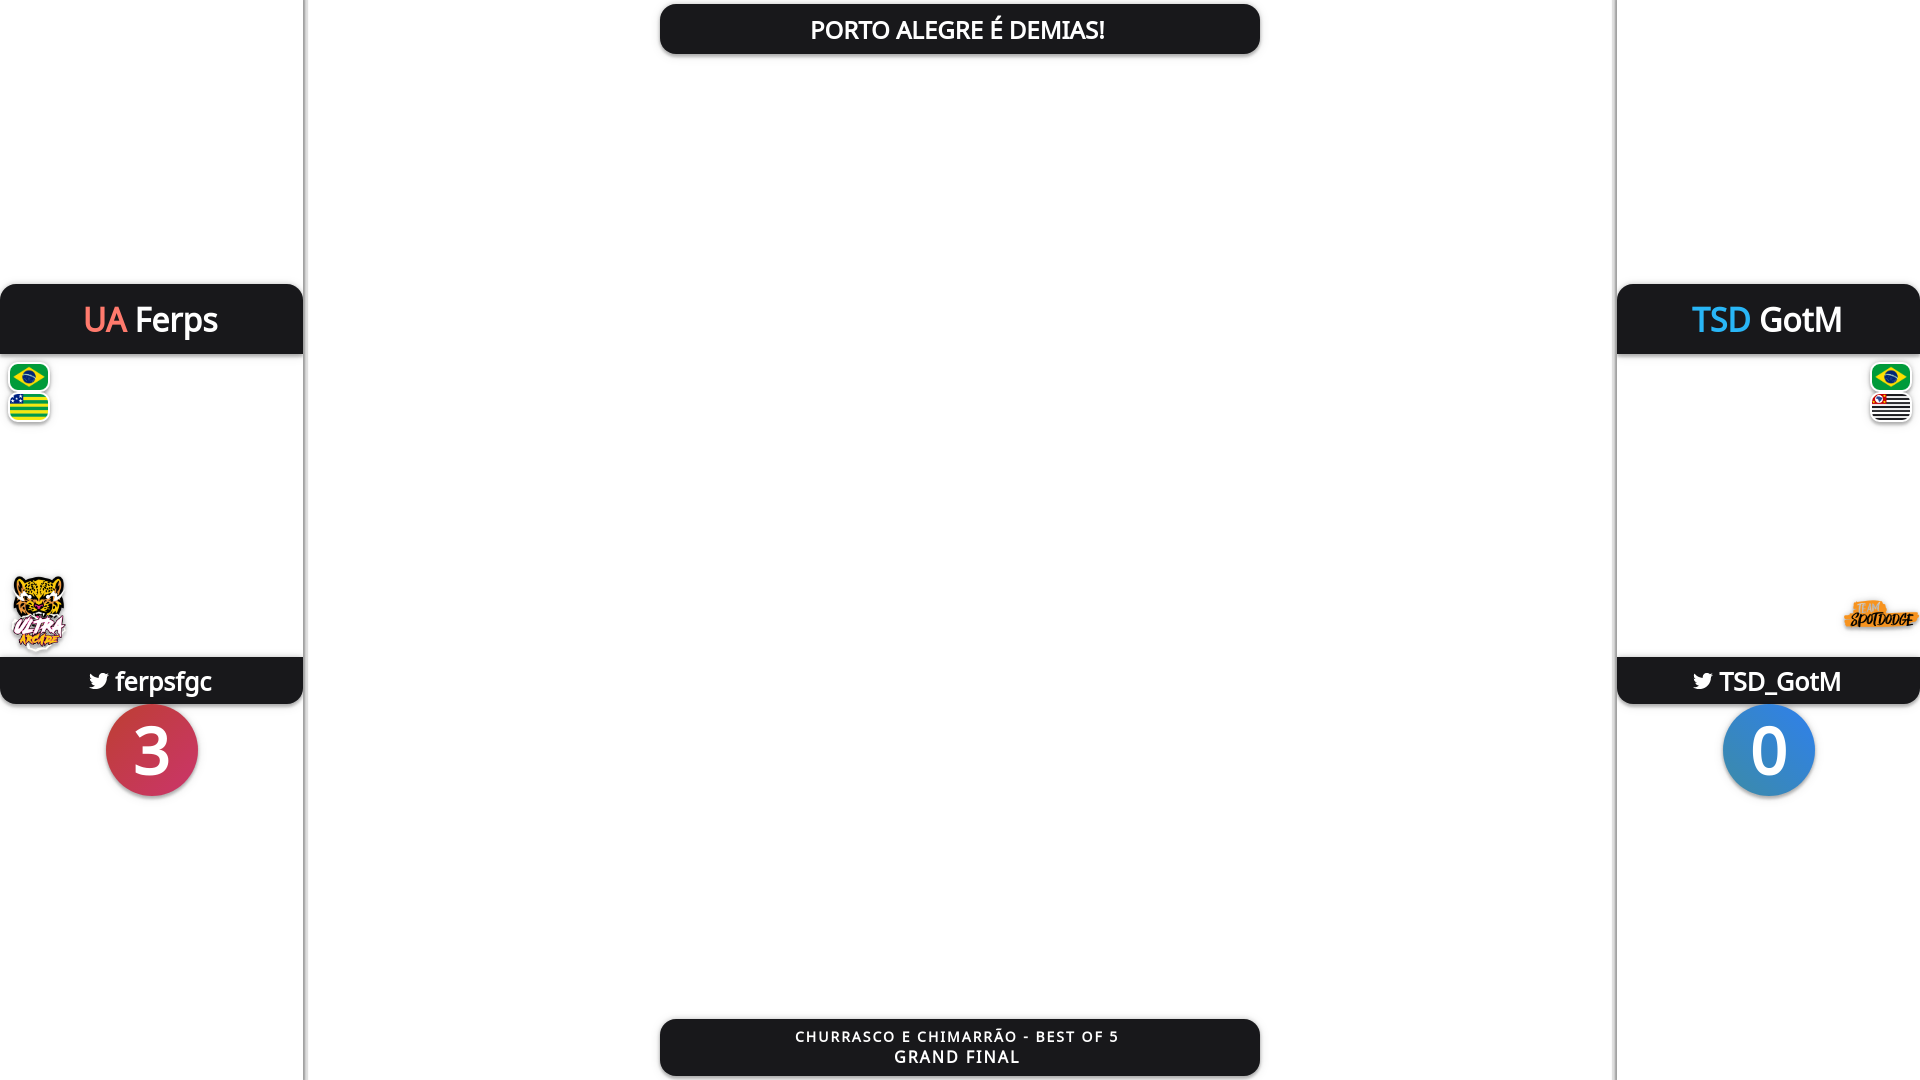 PORTO ALEGRE É DEMIAS!
UA Ferps
TSD GotM
ULTRA
ARCADE
TEAM
SPOTDODGE
ferpsfgc
TSD_GotM
3
0
CHURRASCO E CHIMARRÃO - BEST OF 5
GRAND FINAL